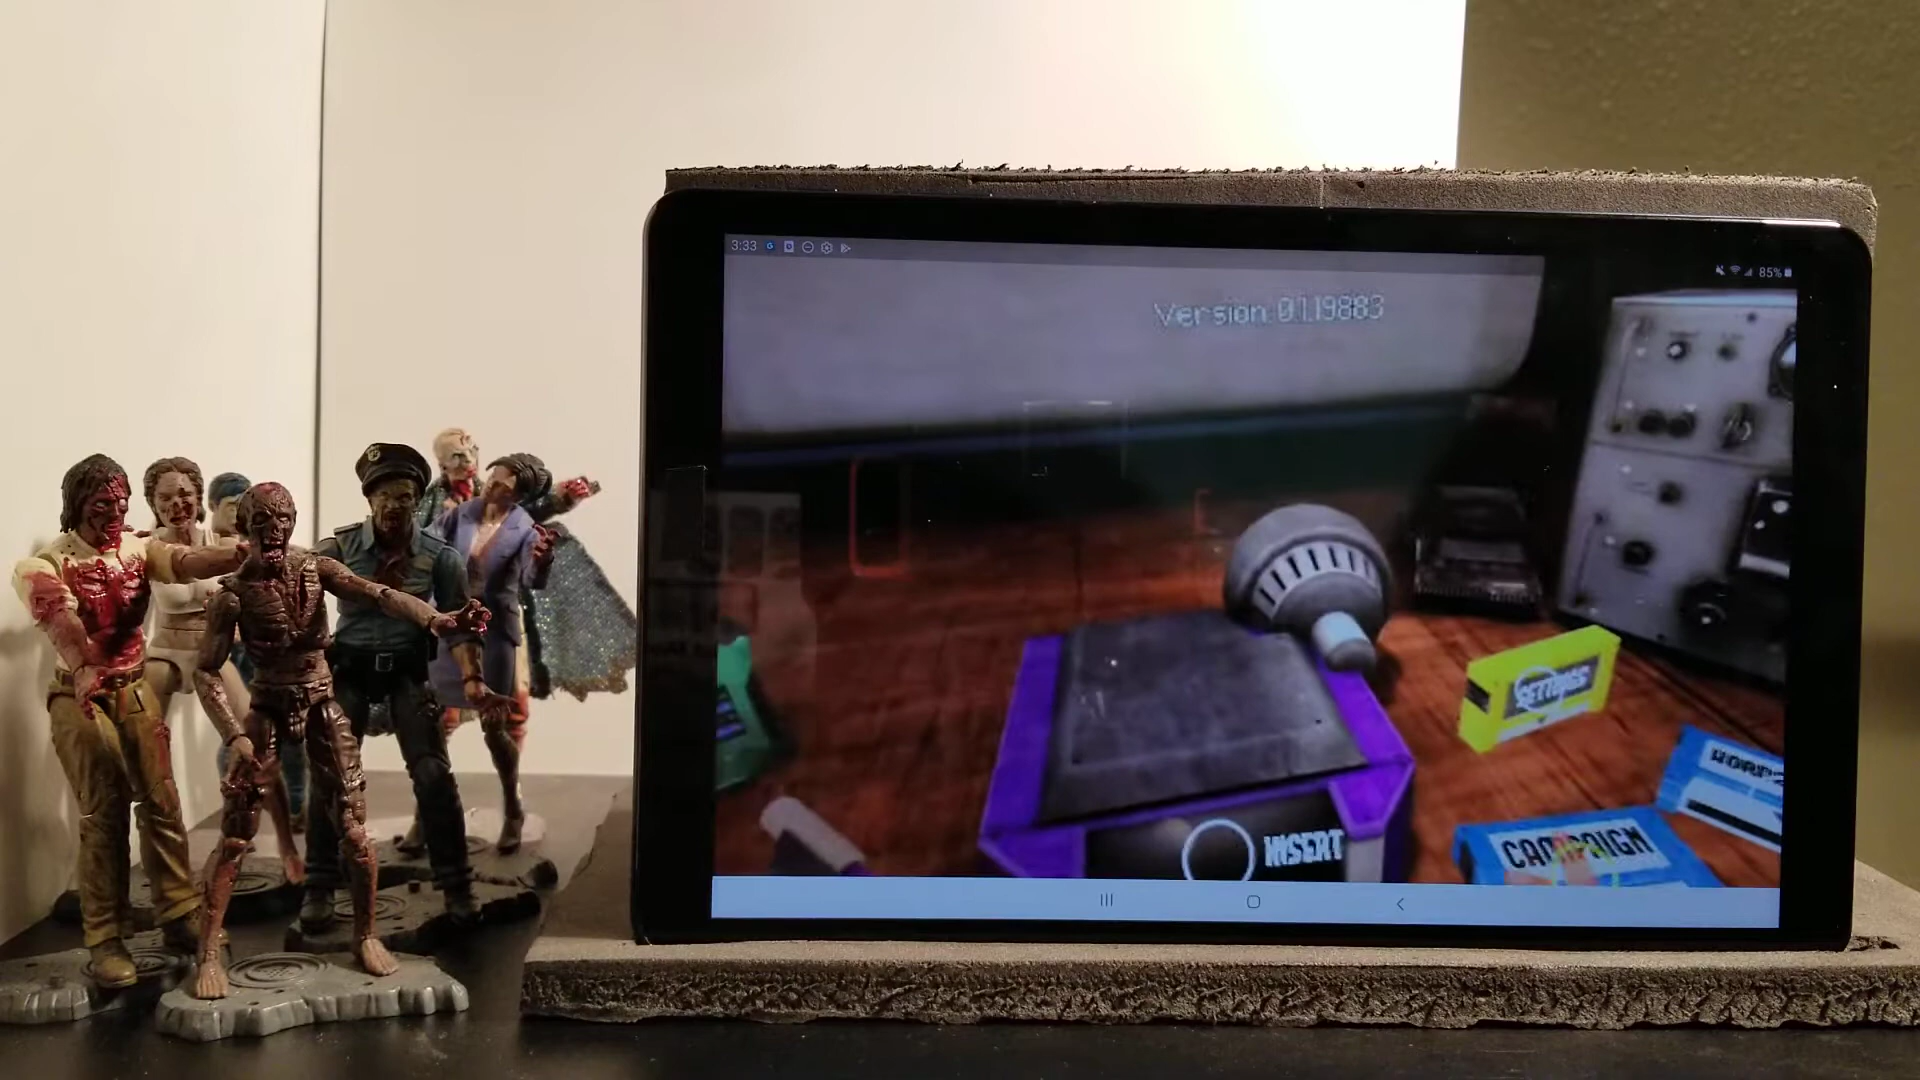 3:33
85%
Version: 0.1.19883
SETTINGS
CAMPAIGN
INSERT